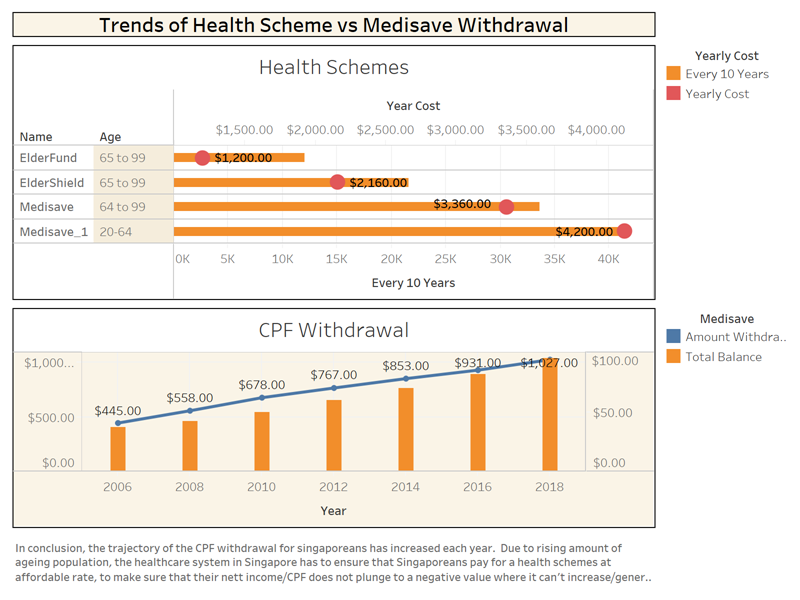 Trends of Health Scheme vs Medisave Withdrawal
Health Schemes
Year Cost
$1,500.00 $2,000.00 $2,500.00 $3,000.00 $3,500.00 $4,000.00
Name Age
ElderFund 65 to 99 $1,200.00
ElderShield 65 to 99 $2,160.00
Medisave 64 to 99 $3,360.00
Medisave_1 20-64 $4,200.00
0K 5K 10K 15K 20K 25K 30K 35K 40K
Every 10 Years
Yearly Cost
Every 10 Years
Yearly Cost
CPF Withdrawal
$1,000...
$500.00
$0.00
$445.00 $558.00 $678.00 $767.00 $853.00 $931.00 $1,027.00
$100.00
$50.00
$0.00
2006 2008 2010 2012 2014 2016 2018
Year
Medisave
Amount Withdra..
Total Balance
In conclusion, the trajectory of the CPF withdrawal for singaporeans has increased each year. Due to rising amount of
ageing population, the healthcare system in Singapore has to ensure that Singaporeans pay for a health schemes at
affordable rate, to make sure that their nett income/CPF does not plunge to a negative value where it can't increase/gener..